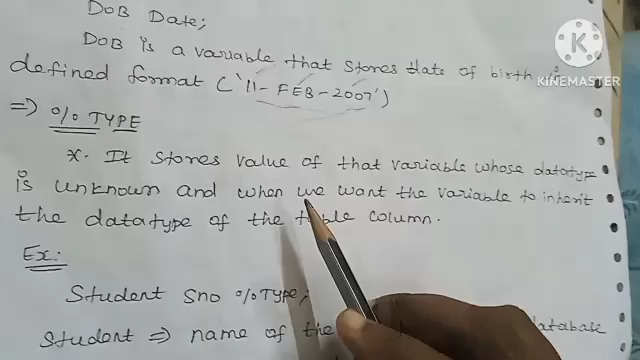 DOB Date;
DOB is a variable that stores date of birth is
defined format ('11-FEB-2007')
KINEMASTER
⇒ % TYPE
*. It stores value of that variable whose datatype
is unknown and when we want the variable to inherit
the datatype of the table column.
Ex:
Student sno %Type;
Student ⇒ name of the database